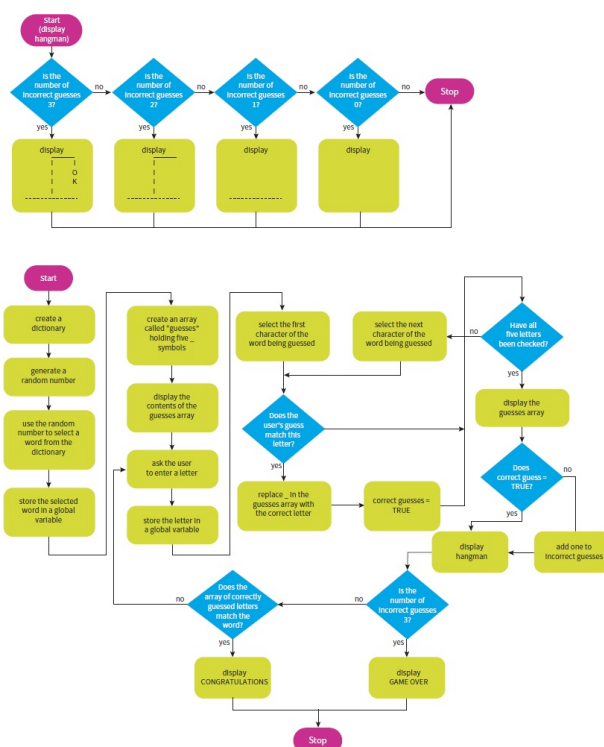 Start
(display
hangman)
Is the
number of
incorrect guesses
3?
no
Is the
number of
incorrect guesses
2?
no
Is the
number of
incorrect guesses
1?
no
Is the
number of
incorrect guesses
0?
no
Stop
yes
yes
yes
yes
display
O
K
display
display
display
Start
create a
dictionary
generate a
random number
use the random
number to select a
word from the
dictionary
store the selected
word in a global
variable
create an array
called "guesses"
holding five _
symbols
display the
contents of the
guesses array
ask the user
to enter a letter
store the letter in
a global variable
select the first
character of the
word being guessed
select the next
character of the
word being guessed
no
Have all
five letters
been checked?
yes
Does the
user's guess
match this
letter?
yes
replace _ in the
guesses array with
the correct letter
correct guesses =
TRUE
display the
guesses array
Does
correct guess =
TRUE?
no
yes
display
hangman
add one to
incorrect guesses
Is the
number of
incorrect guesses
3?
no
yes
Does the
array of correctly
guessed letters
match the
word?
no
yes
display
CONGRATULATIONS
display
GAME OVER
Stop